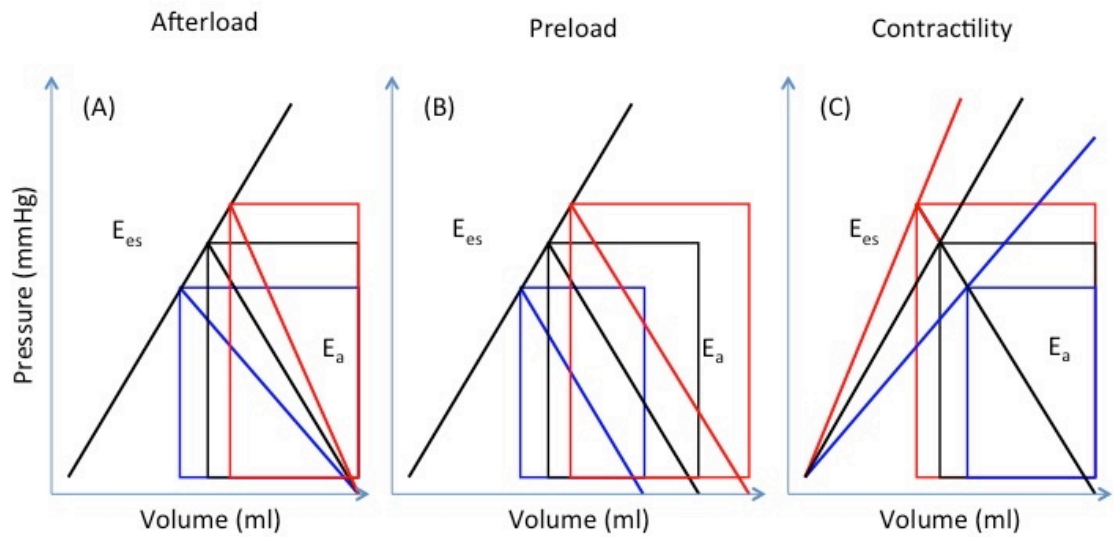 Afterload
Preload
Contractility
(A)
(B)
(C)
Pressure (mmHg)
Ees
Ea
Ees
Ea
Ees
Ea
Volume (ml)
Volume (ml)
Volume (ml)